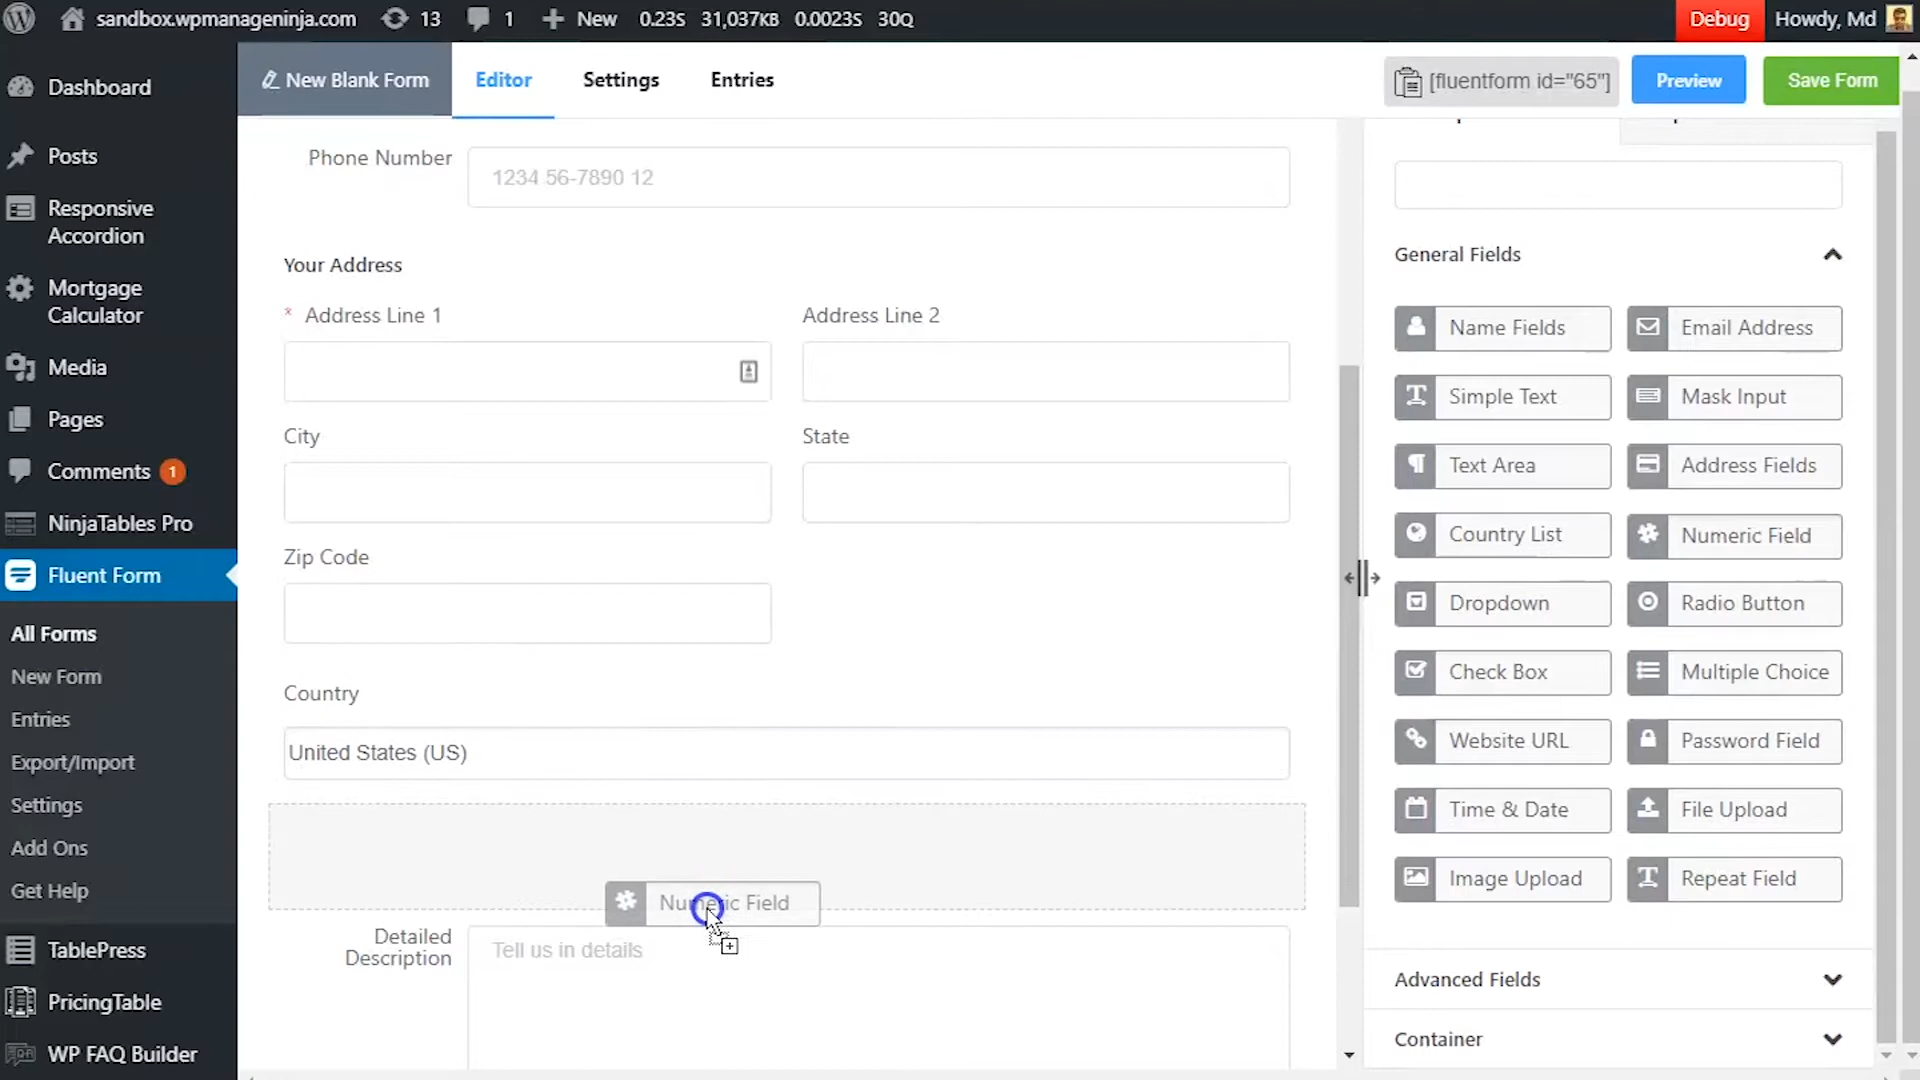 sandbox.wpmanageninja.com 13 1 New 0.23S 31,037KB 0.0023S 30Q Debug Howdy, Md
Dashboard
Posts
Responsive
Accordion
Mortgage
Calculator
Media
Pages
Comments 1
NinjaTables Pro
Fluent Form
All Forms
New Form
Entries
Export/Import
Settings
Add Ons
Get Help
TablePress
PricingTable
WP FAQ Builder
New Blank Form Editor Settings Entries [fluentform id="65"] Preview Save Form
Phone Number 1234 56-7890 12
Your Address
* Address Line 1 Address Line 2
City State
Zip Code
Country
United States (US)
Numeric Field
Detailed
Description
Tell us in details
General Fields
Name Fields Email Address
Simple Text Mask Input
Text Area Address Fields
Country List Numeric Field
Dropdown Radio Button
Check Box Multiple Choice
Website URL Password Field
Time & Date File Upload
Image Upload Repeat Field
Advanced Fields
Container